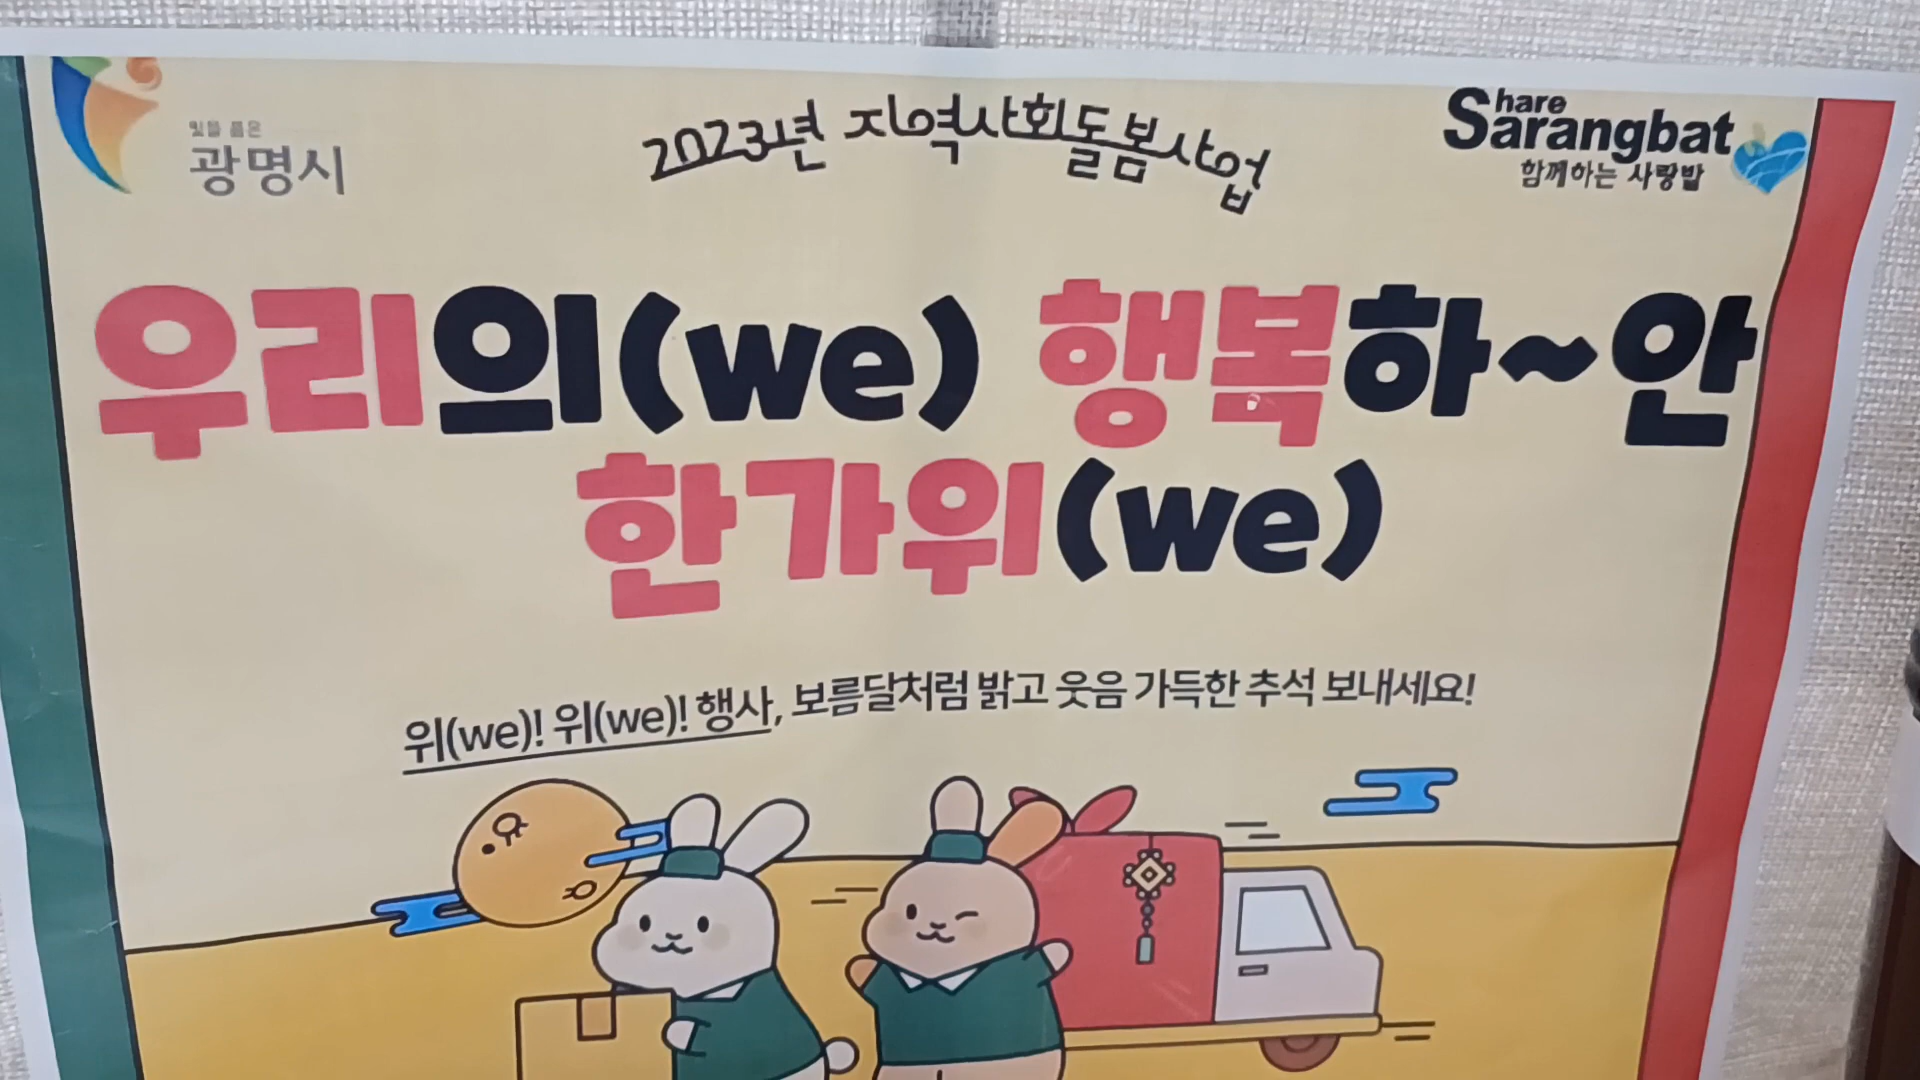 빛을 품은
광명시
2023년 지역사회돌봄사업
Share
Sarangbat
함께하는 사랑밭
우리의(we) 행복하~안
한가위(we)
위(we)! 위(we)! 행사, 보름달처럼 밝고 웃음 가득한 추석 보내세요!